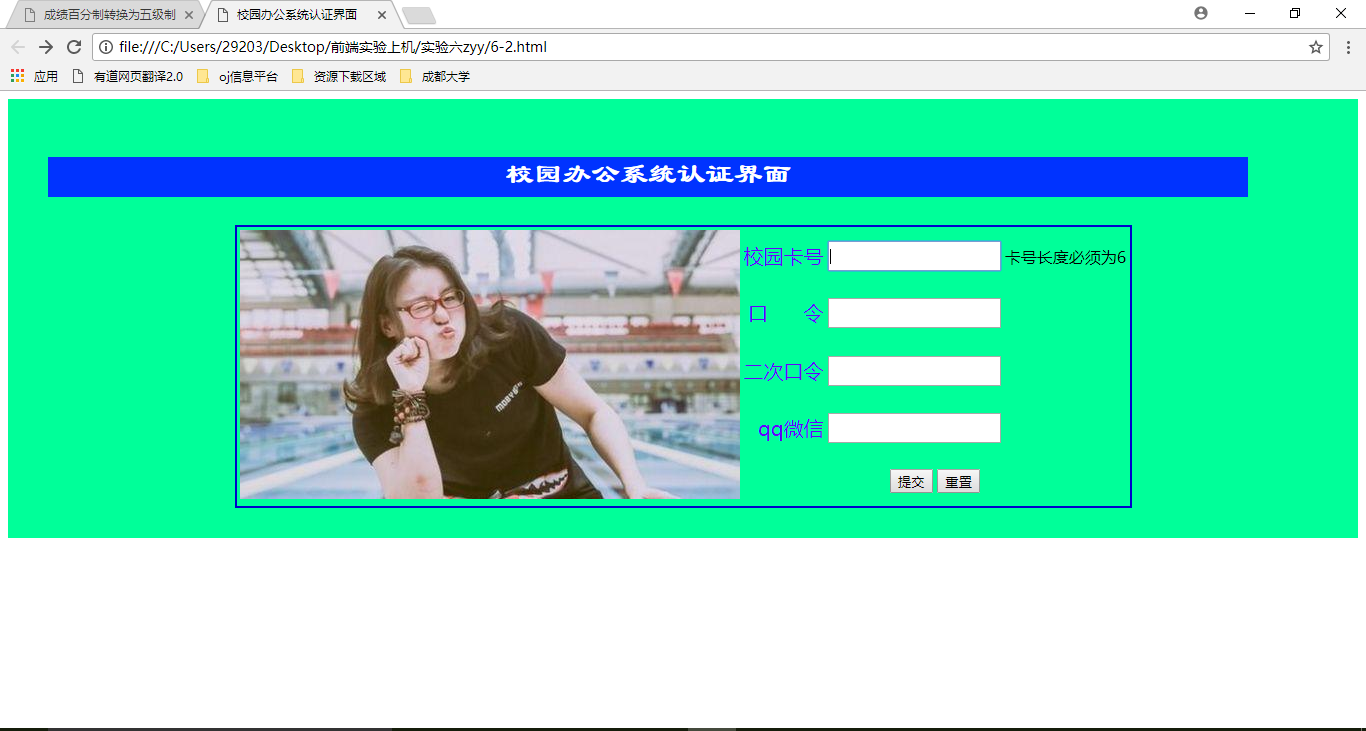 成绩百分制转换为五级制
校园办公系统认证界面
file:///C:/Users/29203/Desktop/前端实验上机/实验六zyy/6-2.html
应用 有道网页翻译2.0 oj信息平台 资源下载区域 成都大学
校园办公系统认证界面
校园卡号 卡号长度必须为6
口 令
二次口令
qq微信
提交 重置